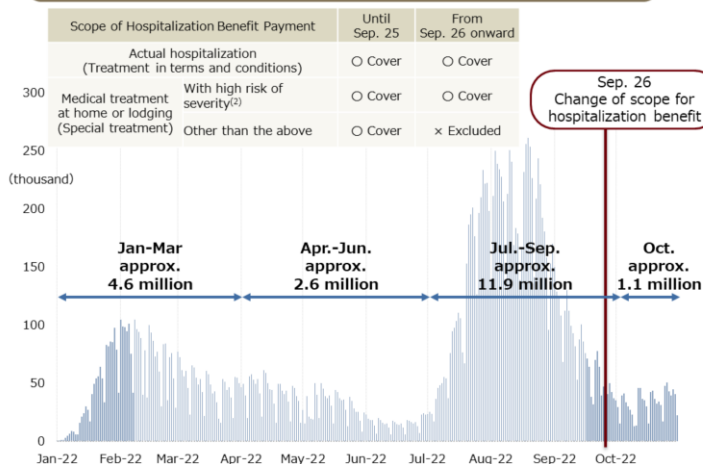 Scope of Hospitalization Benefit Payment
Until
Sep. 25
From
Sep. 26 onward
Actual hospitalization
(Treatment in terms and conditions)
○ Cover
○ Cover
Medical treatment
at home or lodging
(Special treatment)
With high risk of
severity(2)
○ Cover
○ Cover
Other than the above
○ Cover
× Excluded
Sep. 26
Change of scope for
hospitalization benefit
300
250
(thousand)
200
150
100
50
0
Jan-Mar
approx.
4.6 million
Apr.-Jun.
approx.
2.6 million
Jul.-Sep.
approx.
11.9 million
Oct.
approx.
1.1 million
Jan-22
Feb-22
Mar-22
Apr-22
May-22
Jun-22
Jul-22
Aug-22
Sep-22
Oct-22